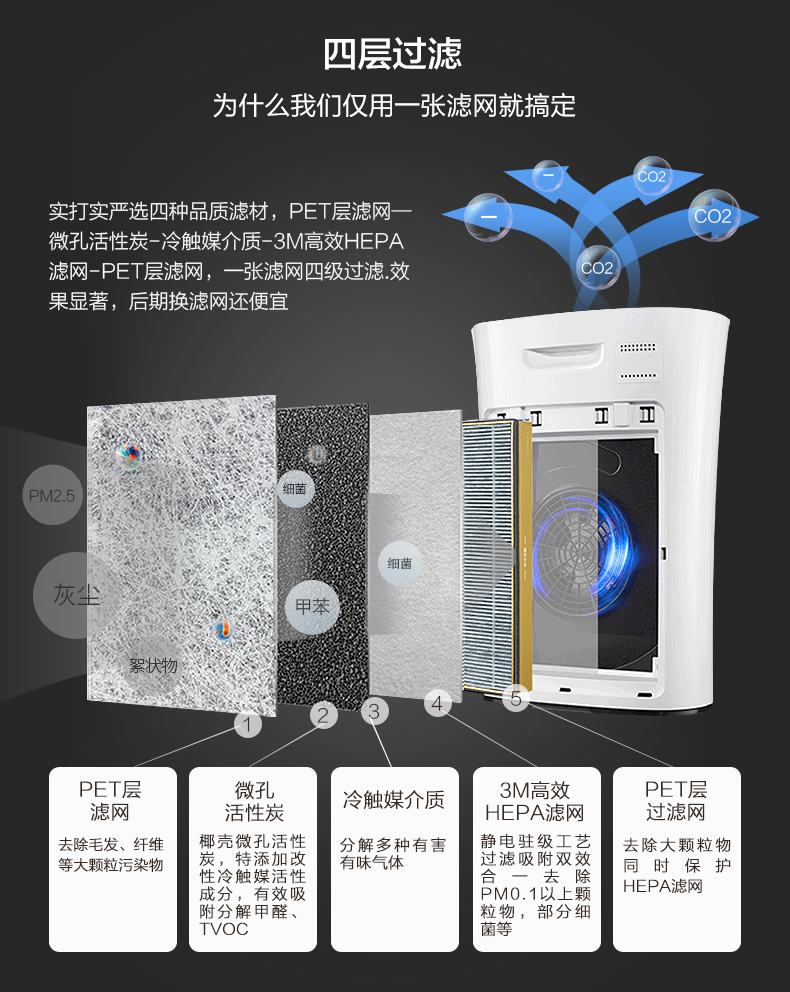 四层过滤
为什么我们仅用一张滤网就搞定
实打实严选四种品质滤材，PET层滤网—
微孔活性炭-冷触媒介质-3M高效HEPA
滤网-PET层滤网，一张滤网四级过滤.效
果显著，后期换滤网还便宜
－
CO2
－
CO2
CO2
PM2.5
灰尘
絮状物
细菌
甲苯
细菌
1
2
3
4
5
PET层
滤网
去除毛发、纤维
等大颗粒污染物
微孔
活性炭
椰壳微孔活性
炭，特添加改
性冷触媒活性
成分，有效吸
附分解甲醛、
TVOC
冷触媒介质
分解多种有害
有味气体
3M高效
HEPA滤网
静电驻级工艺
过滤吸附双效
合一去除
PM0.1以上颗
粒物，部分细
菌等
PET层
过滤网
去除大颗粒物
同时保护
HEPA滤网